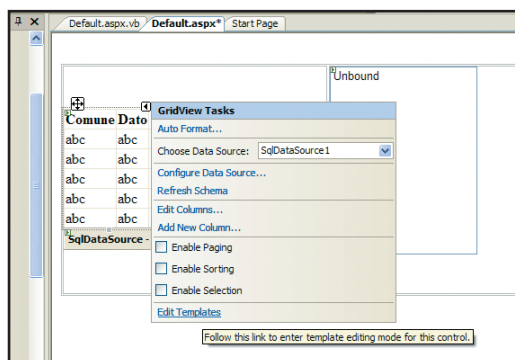 Default.aspx.vb Default.aspx* Start Page
Unbound
Comune Dato
abc abc
abc abc
abc abc
abc abc
abc abc
SqlDataSource -
GridView Tasks
Auto Format...
Choose Data Source: SqlDataSource1
Configure Data Source...
Refresh Schema
Edit Columns...
Add New Column...
Enable Paging
Enable Sorting
Enable Selection
Edit Templates
Follow this link to enter template editing mode for this control.